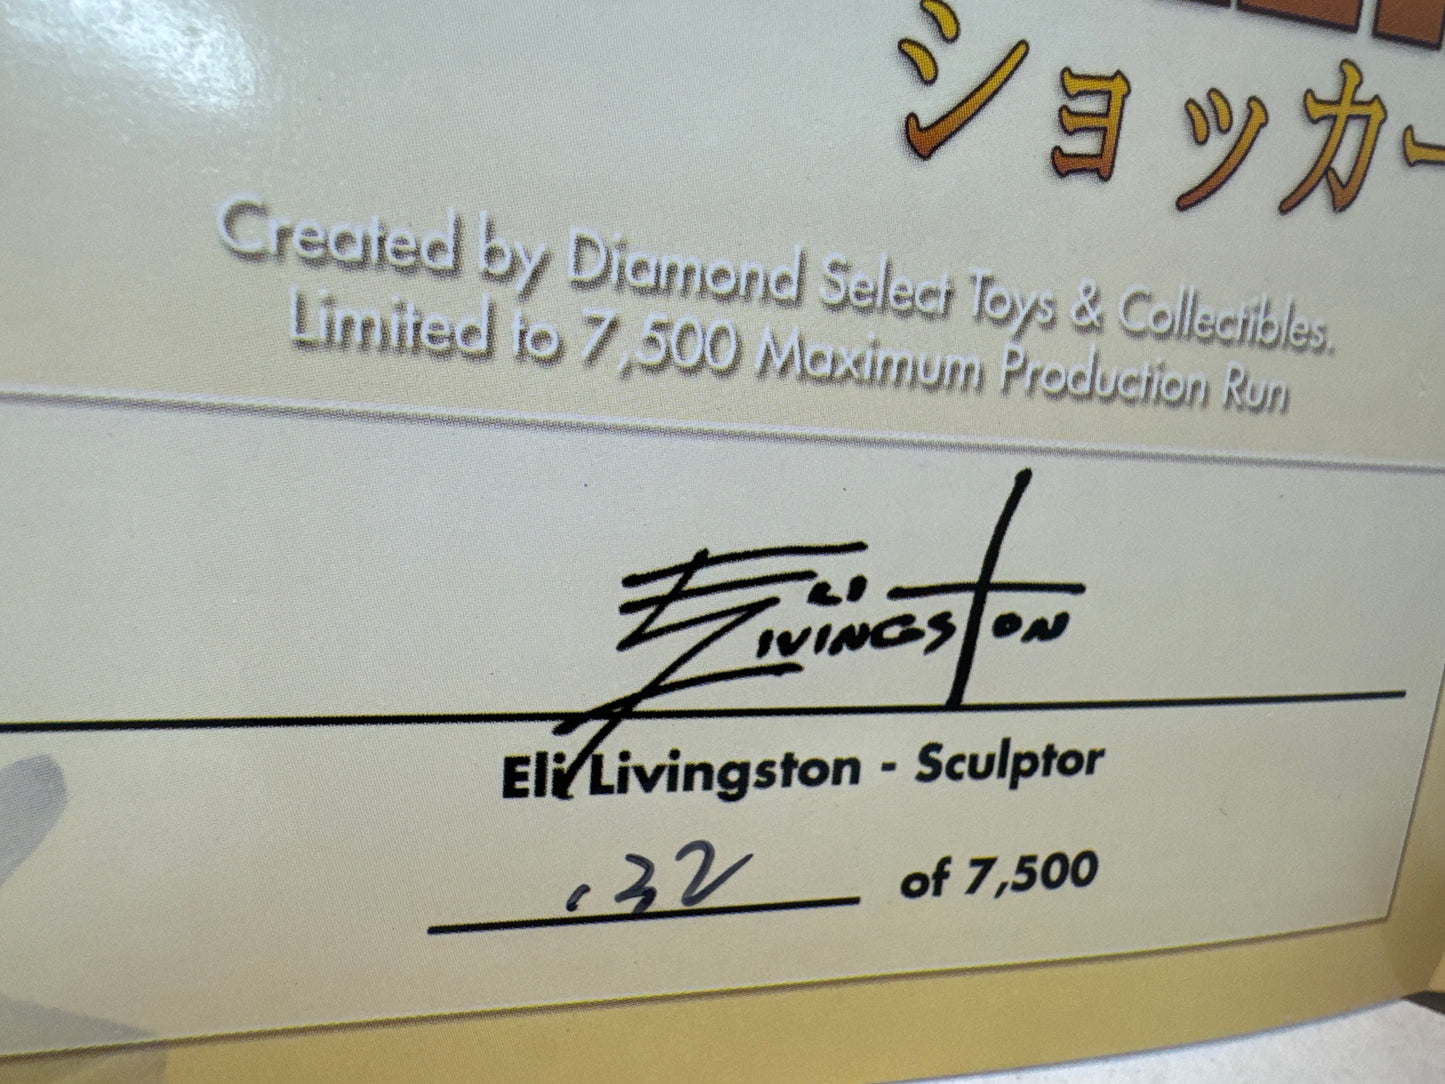 ショッカー
Created by Diamond Select Toys & Collectibles.
Limited to 7,500 Maximum Production Run
Eli
Livingston
Eli Livingston - Sculptor
of 7,500